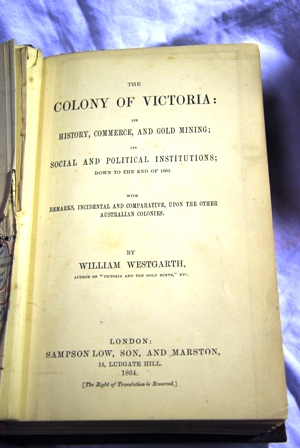 THE
COLONY OF VICTORIA:
ITS
HISTORY, COMMERCE, AND GOLD MINING;
ITS
SOCIAL AND POLITICAL INSTITUTIONS;
DOWN TO THE END OF 1863.
WITH
REMARKS, INCIDENTAL AND COMPARATIVE, UPON THE OTHER
AUSTRALIAN COLONIES.
BY
WILLIAM WESTGARTH,
AUTHOR OF "VICTORIA AND THE GOLD MINES," ETC.
LONDON:
SAMPSON LOW, SON, AND MARSTON,
14, LUDGATE HILL.
1864.
[The Right of Translation is Reserved.]